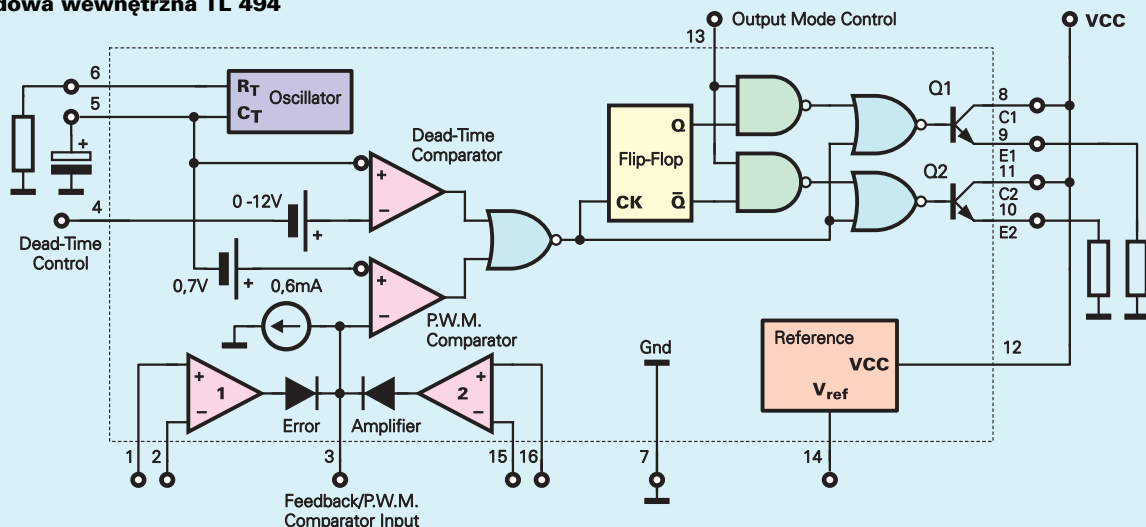 dowa wewnętrzna TL 494
Output Mode Control
VCC
13
6
5
RT
CT
Oscillator
Dead-Time
Comparator
Q
Flip-Flop
CK
Q̅
Q1
8
C1
9
E1
Q2
11
C2
10
E2
4
0 -12V
+
+
−
Dead-Time
Control
+
0,7V
+
0,6mA
+
−
P.W.M.
Comparator
+
1
−
Error
Amplifier
+
2
−
Gnd
Reference
VCC
Vref
12
1
2
3
15
16
7
14
Feedback/P.W.M.
Comparator Input